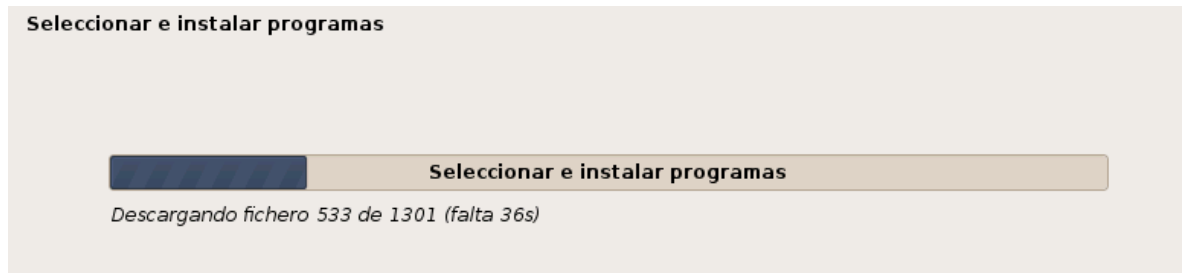 Seleccionar e instalar programas
Seleccionar e instalar programas
Descargando fichero 533 de 1301 (falta 36s)